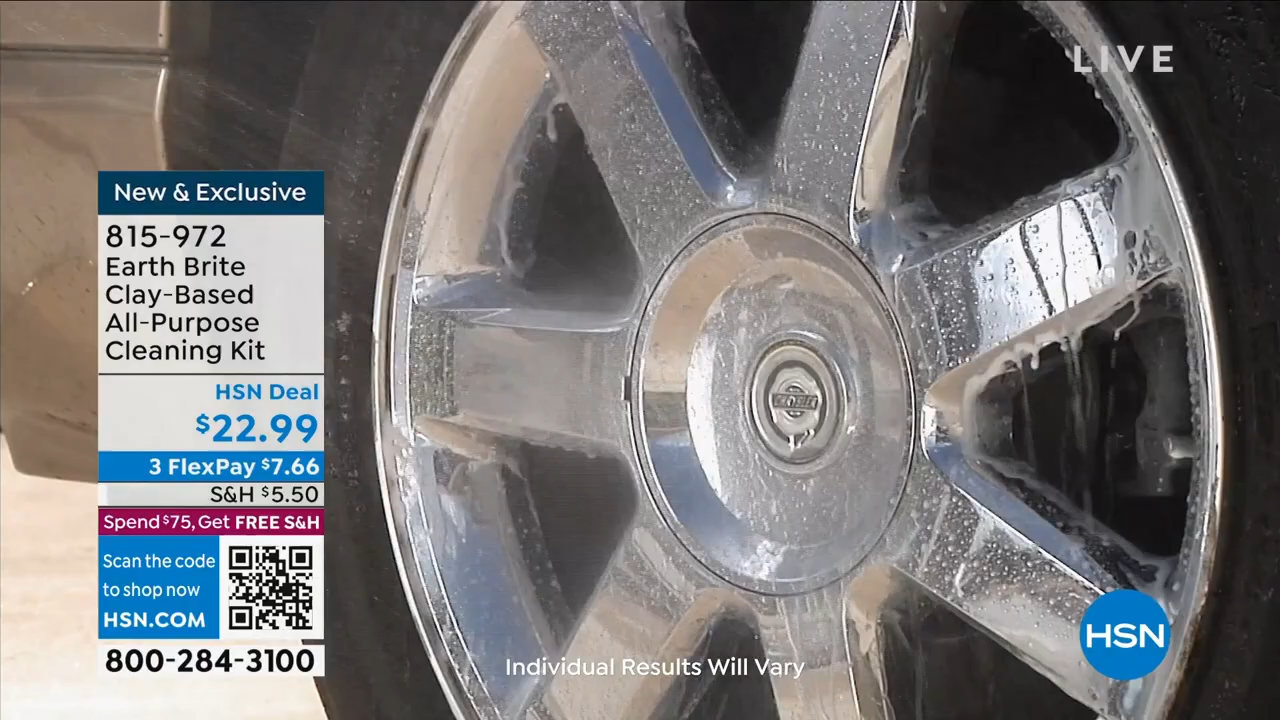 LIVE
New & Exclusive
815-972
Earth Brite
Clay-Based
All-Purpose
Cleaning Kit
HSN Deal
$22.99
3 FlexPay $7.66
S&H $5.50
Spend $75, Get FREE S&H
Scan the code
to shop now
HSN.COM
800-284-3100
Individual Results Will Vary
HSN